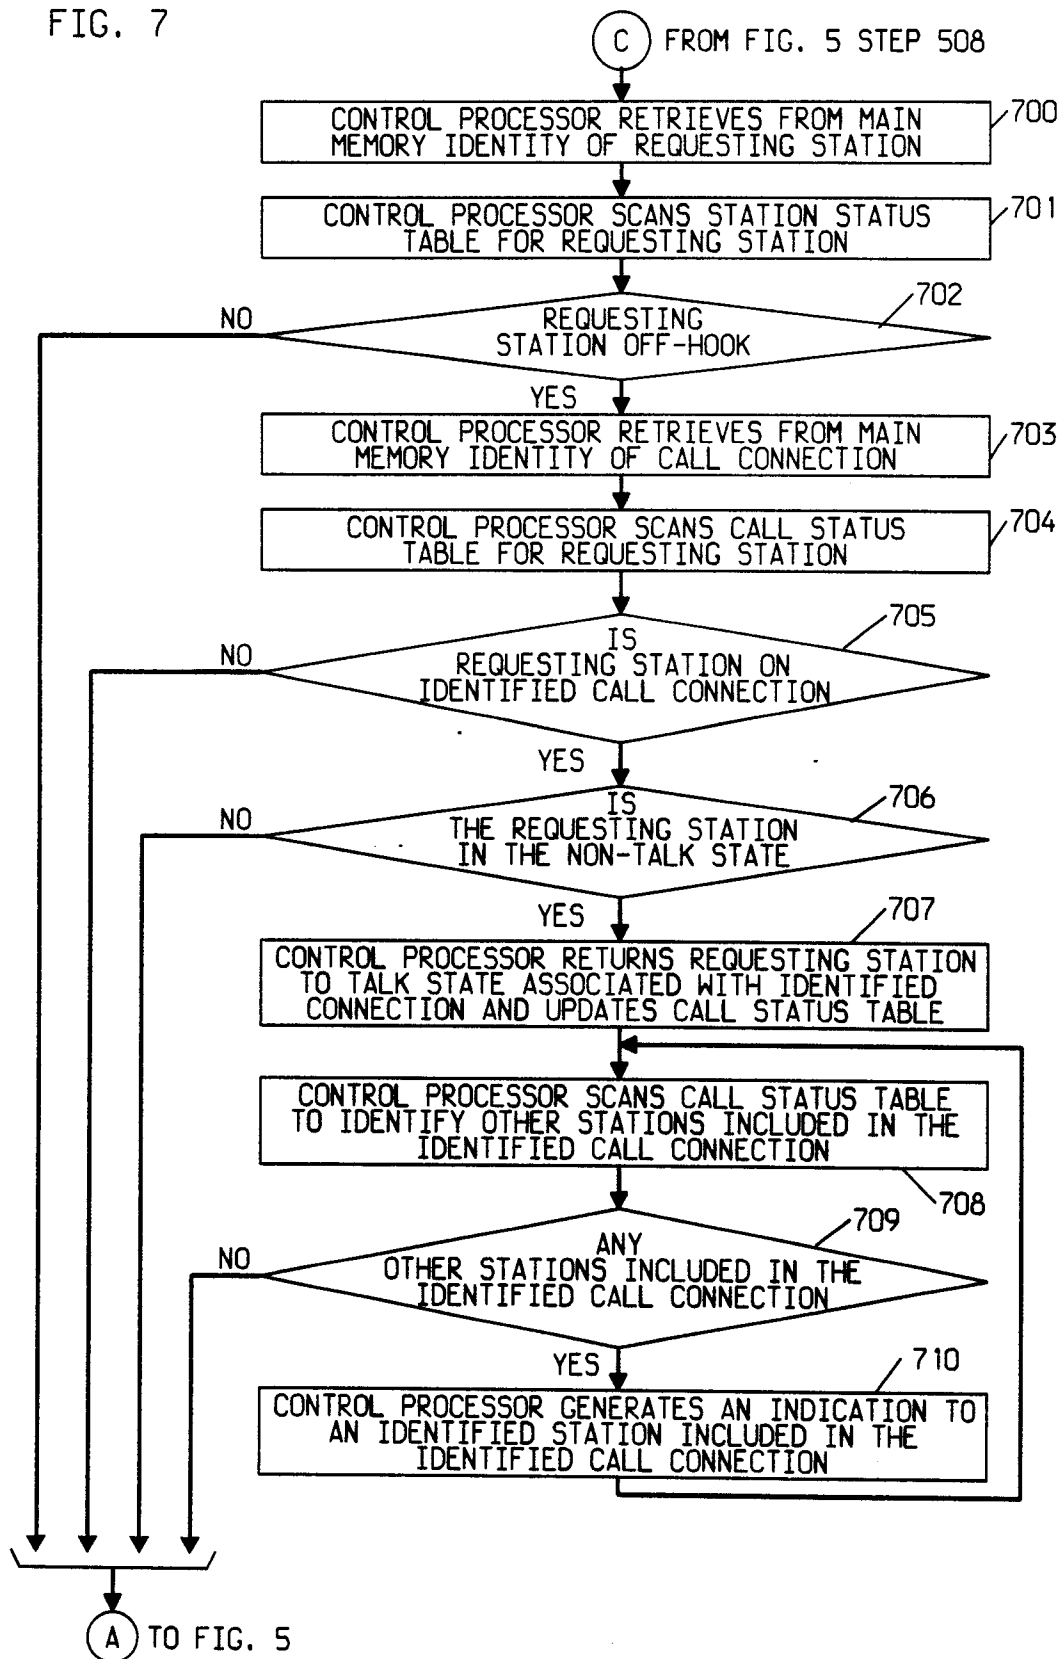 FIG. 7
C FROM FIG. 5 STEP 508
CONTROL PROCESSOR RETRIEVES FROM MAIN
MEMORY IDENTITY OF REQUESTING STATION
700
CONTROL PROCESSOR SCANS STATION STATUS
TABLE FOR REQUESTING STATION
701
702
NO
REQUESTING
STATION OFF-HOOK
YES
CONTROL PROCESSOR RETRIEVES FROM MAIN
MEMORY IDENTITY OF CALL CONNECTION
703
CONTROL PROCESSOR SCANS CALL STATUS
TABLE FOR REQUESTING STATION
704
705
NO
IS
REQUESTING STATION ON
IDENTIFIED CALL CONNECTION
YES
706
NO
IS
THE REQUESTING STATION
IN THE NON-TALK STATE
YES
707
CONTROL PROCESSOR RETURNS REQUESTING STATION
TO TALK STATE ASSOCIATED WITH IDENTIFIED
CONNECTION AND UPDATES CALL STATUS TABLE
CONTROL PROCESSOR SCANS CALL STATUS TABLE
TO IDENTIFY OTHER STATIONS INCLUDED IN THE
IDENTIFIED CALL CONNECTION
708
709
NO
ANY
OTHER STATIONS INCLUDED IN THE
IDENTIFIED CALL CONNECTION
YES
710
CONTROL PROCESSOR GENERATES AN INDICATION TO
AN IDENTIFIED STATION INCLUDED IN THE
IDENTIFIED CALL CONNECTION
A TO FIG. 5